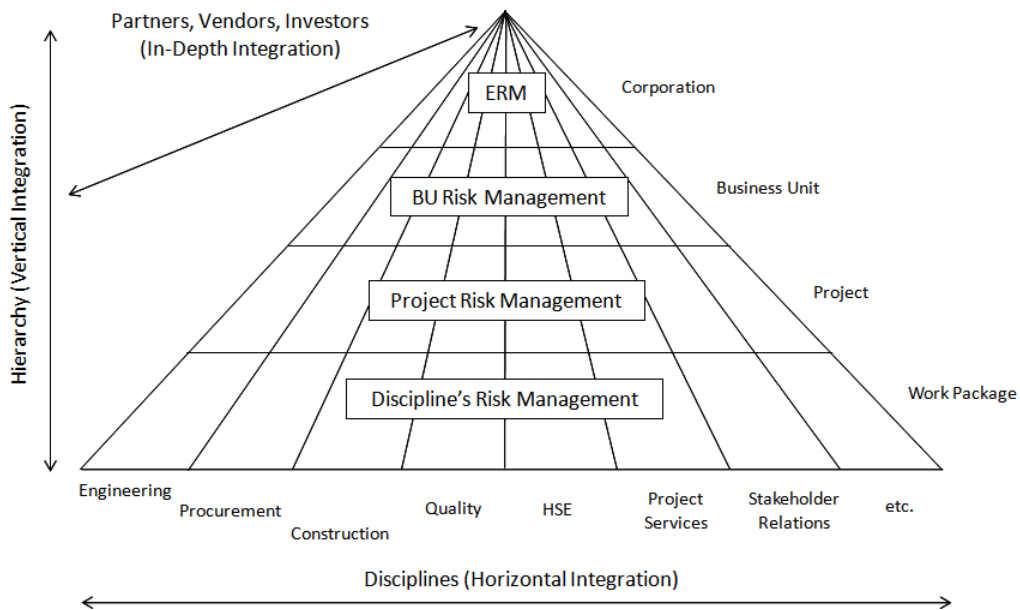 Partners, Vendors, Investors
(In-Depth Integration)
Hierarchy (Vertical Integration)
ERM
Corporation
BU Risk Management
Business Unit
Project Risk Management
Project
Discipline's Risk Management
Work Package
Engineering
Procurement
Construction
Quality
HSE
Project
Services
Stakeholder
Relations
etc.
Disciplines (Horizontal Integration)